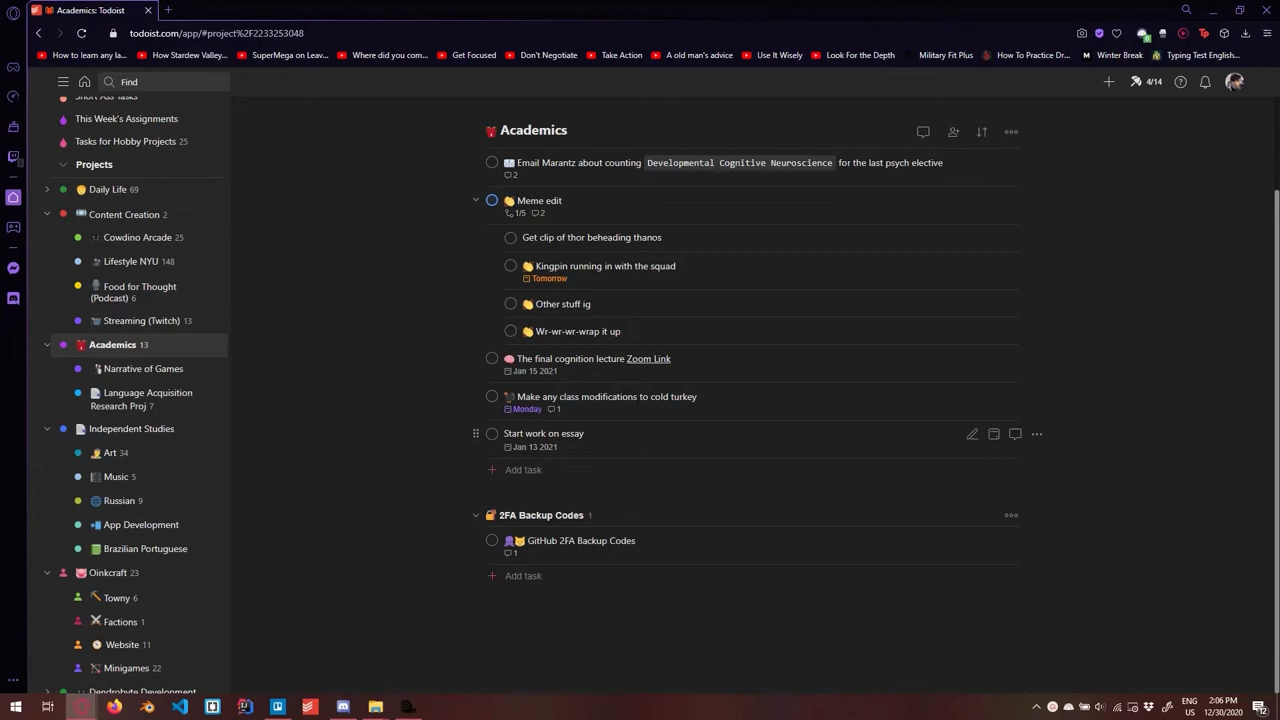 Academics: Todoist
todoist.com/app/#project%2F2233253048
How to learn any la...
How Stardew Valley...
SuperMega on Leav...
Where did you com...
Get Focused
Don't Negotiate
Take Action
A old man's advice
Use It Wisely
Look For the Depth
Military Fit Plus
How To Practice Dr...
Winter Break
Typing Test English...
Find
4/14
Short Ass Tasks
This Week's Assignments
Tasks for Hobby Projects 25
Projects
Daily Life 69
Content Creation 2
Cowdino Arcade 25
Lifestyle NYU 148
Food for Thought
(Podcast) 6
Streaming (Twitch) 13
Academics 13
Narrative of Games
Language Acquisition
Research Proj 7
Independent Studies
Art 34
Music 5
Russian 9
App Development
Brazilian Portuguese
Oinkcraft 23
Towny 6
Factions 1
Website 11
Minigames 22
Dendrobyte Development
Academics
Email Marantz about counting Developmental Cognitive Neuroscience for the last psych elective
2
Meme edit
1/5 2
Get clip of thor beheading thanos
Kingpin running in with the squad
Tomorrow
Other stuff ig
Wr-wr-wr-wrap it up
The final cognition lecture Zoom Link
Jan 15 2021
Make any class modifications to cold turkey
Monday 1
Start work on essay
Jan 13 2021
+ Add task
2FA Backup Codes 1
GitHub 2FA Backup Codes
1
+ Add task
ENG
US
2:06 PM
12/30/2020
12